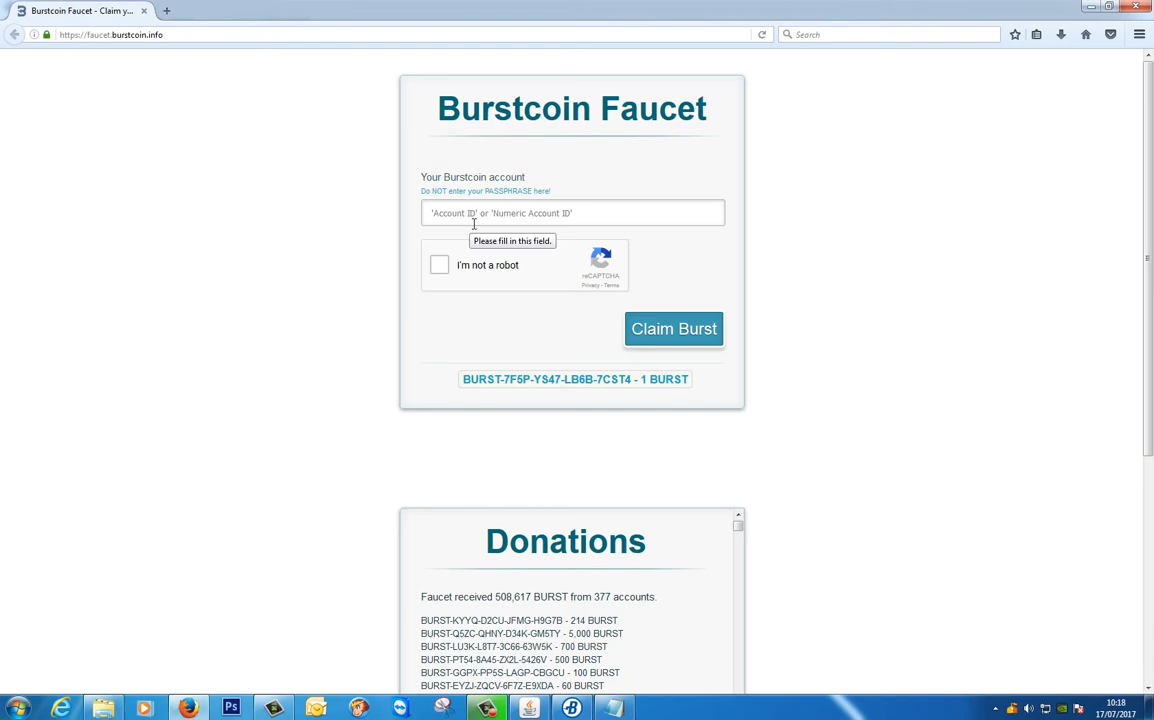 Burstcoin Faucet - Claim y...
https://faucet.burstcoin.info
Search
Burstcoin Faucet
Your Burstcoin account
Do NOT enter your PASSPHRASE here!
'Account ID' or 'Numeric Account ID'
Please fill in this field.
I'm not a robot
reCAPTCHA
Privacy - Terms
Claim Burst
BURST-7F5P-YS47-LB6B-7CST4 - 1 BURST
Donations
Faucet received 508,617 BURST from 377 accounts.
BURST-KYYQ-D2CU-JFMG-H9G7B - 214 BURST
BURST-Q5ZC-QHNY-D34K-GM5TY - 5,000 BURST
BURST-LU3K-L8T7-3C66-63W5K - 700 BURST
BURST-PT54-8A45-ZX2L-5426V - 500 BURST
BURST-GGPX-PP5S-LAGP-CBGCU - 100 BURST
BURST-EYZJ-ZQCV-6F7Z-E9XDA - 60 BURST
Ps
10:18
17/07/2017